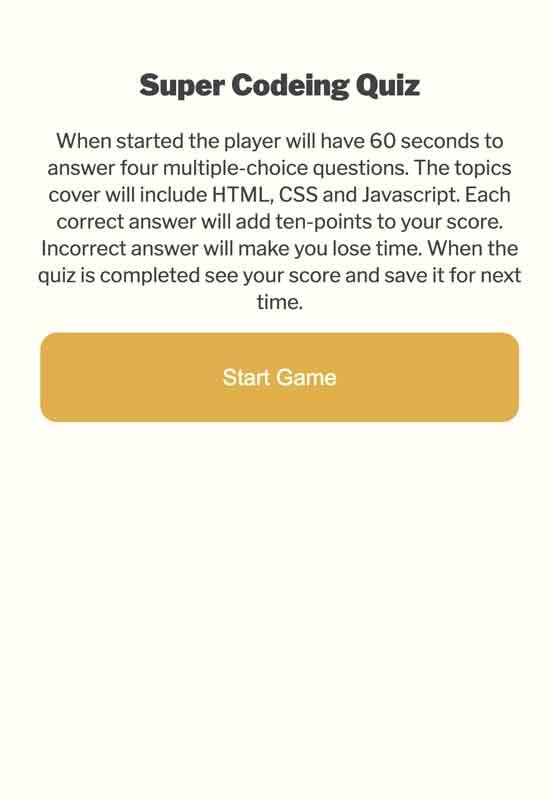 Super Codeing Quiz
When started the player will have 60 seconds to
answer four multiple-choice questions. The topics
cover will include HTML, CSS and Javascript. Each
correct answer will add ten-points to your score.
Incorrect answer will make you lose time. When the
quiz is completed see your score and save it for next
time.
Start Game